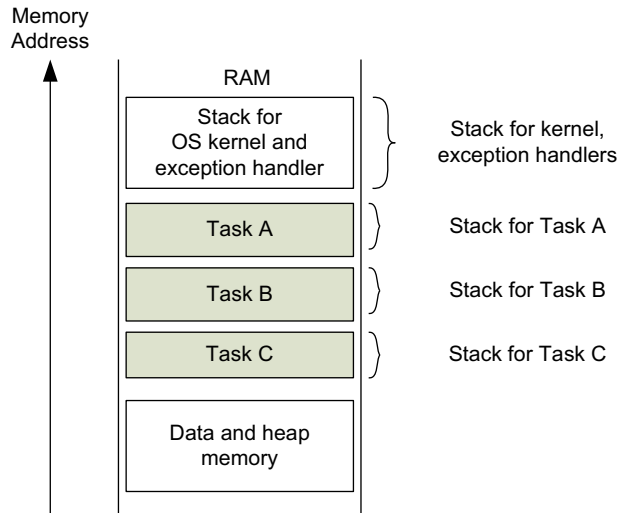 Memory
Address
RAM
Stack for
OS kernel and
exception handler
Stack for kernel,
exception handlers
Task A
Stack for Task A
Task B
Stack for Task B
Task C
Stack for Task C
Data and heap
memory